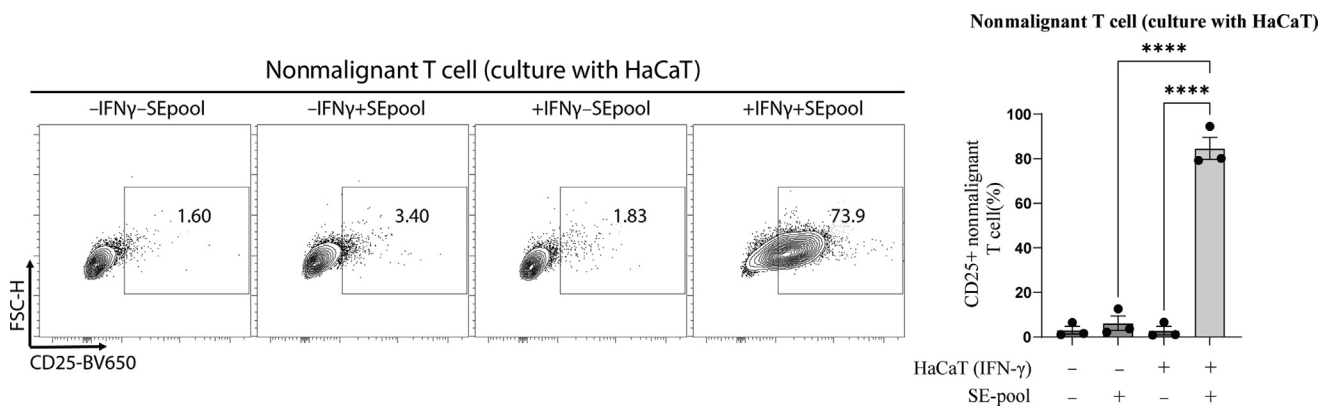 Nonmalignant T cell (culture with HaCaT)
–IFNγ–SEpool
–IFNγ+SEpool
+IFNγ–SEpool
+IFNγ+SEpool
1.60
3.40
1.83
73.9
FSC-H
CD25-BV650
Nonmalignant T cell (culture with HaCaT)
****
****
CD25+ nonmalignant
T cell(%)
100
80
60
40
20
0
HaCaT (IFN-γ) – – + +
SE-pool – + – +